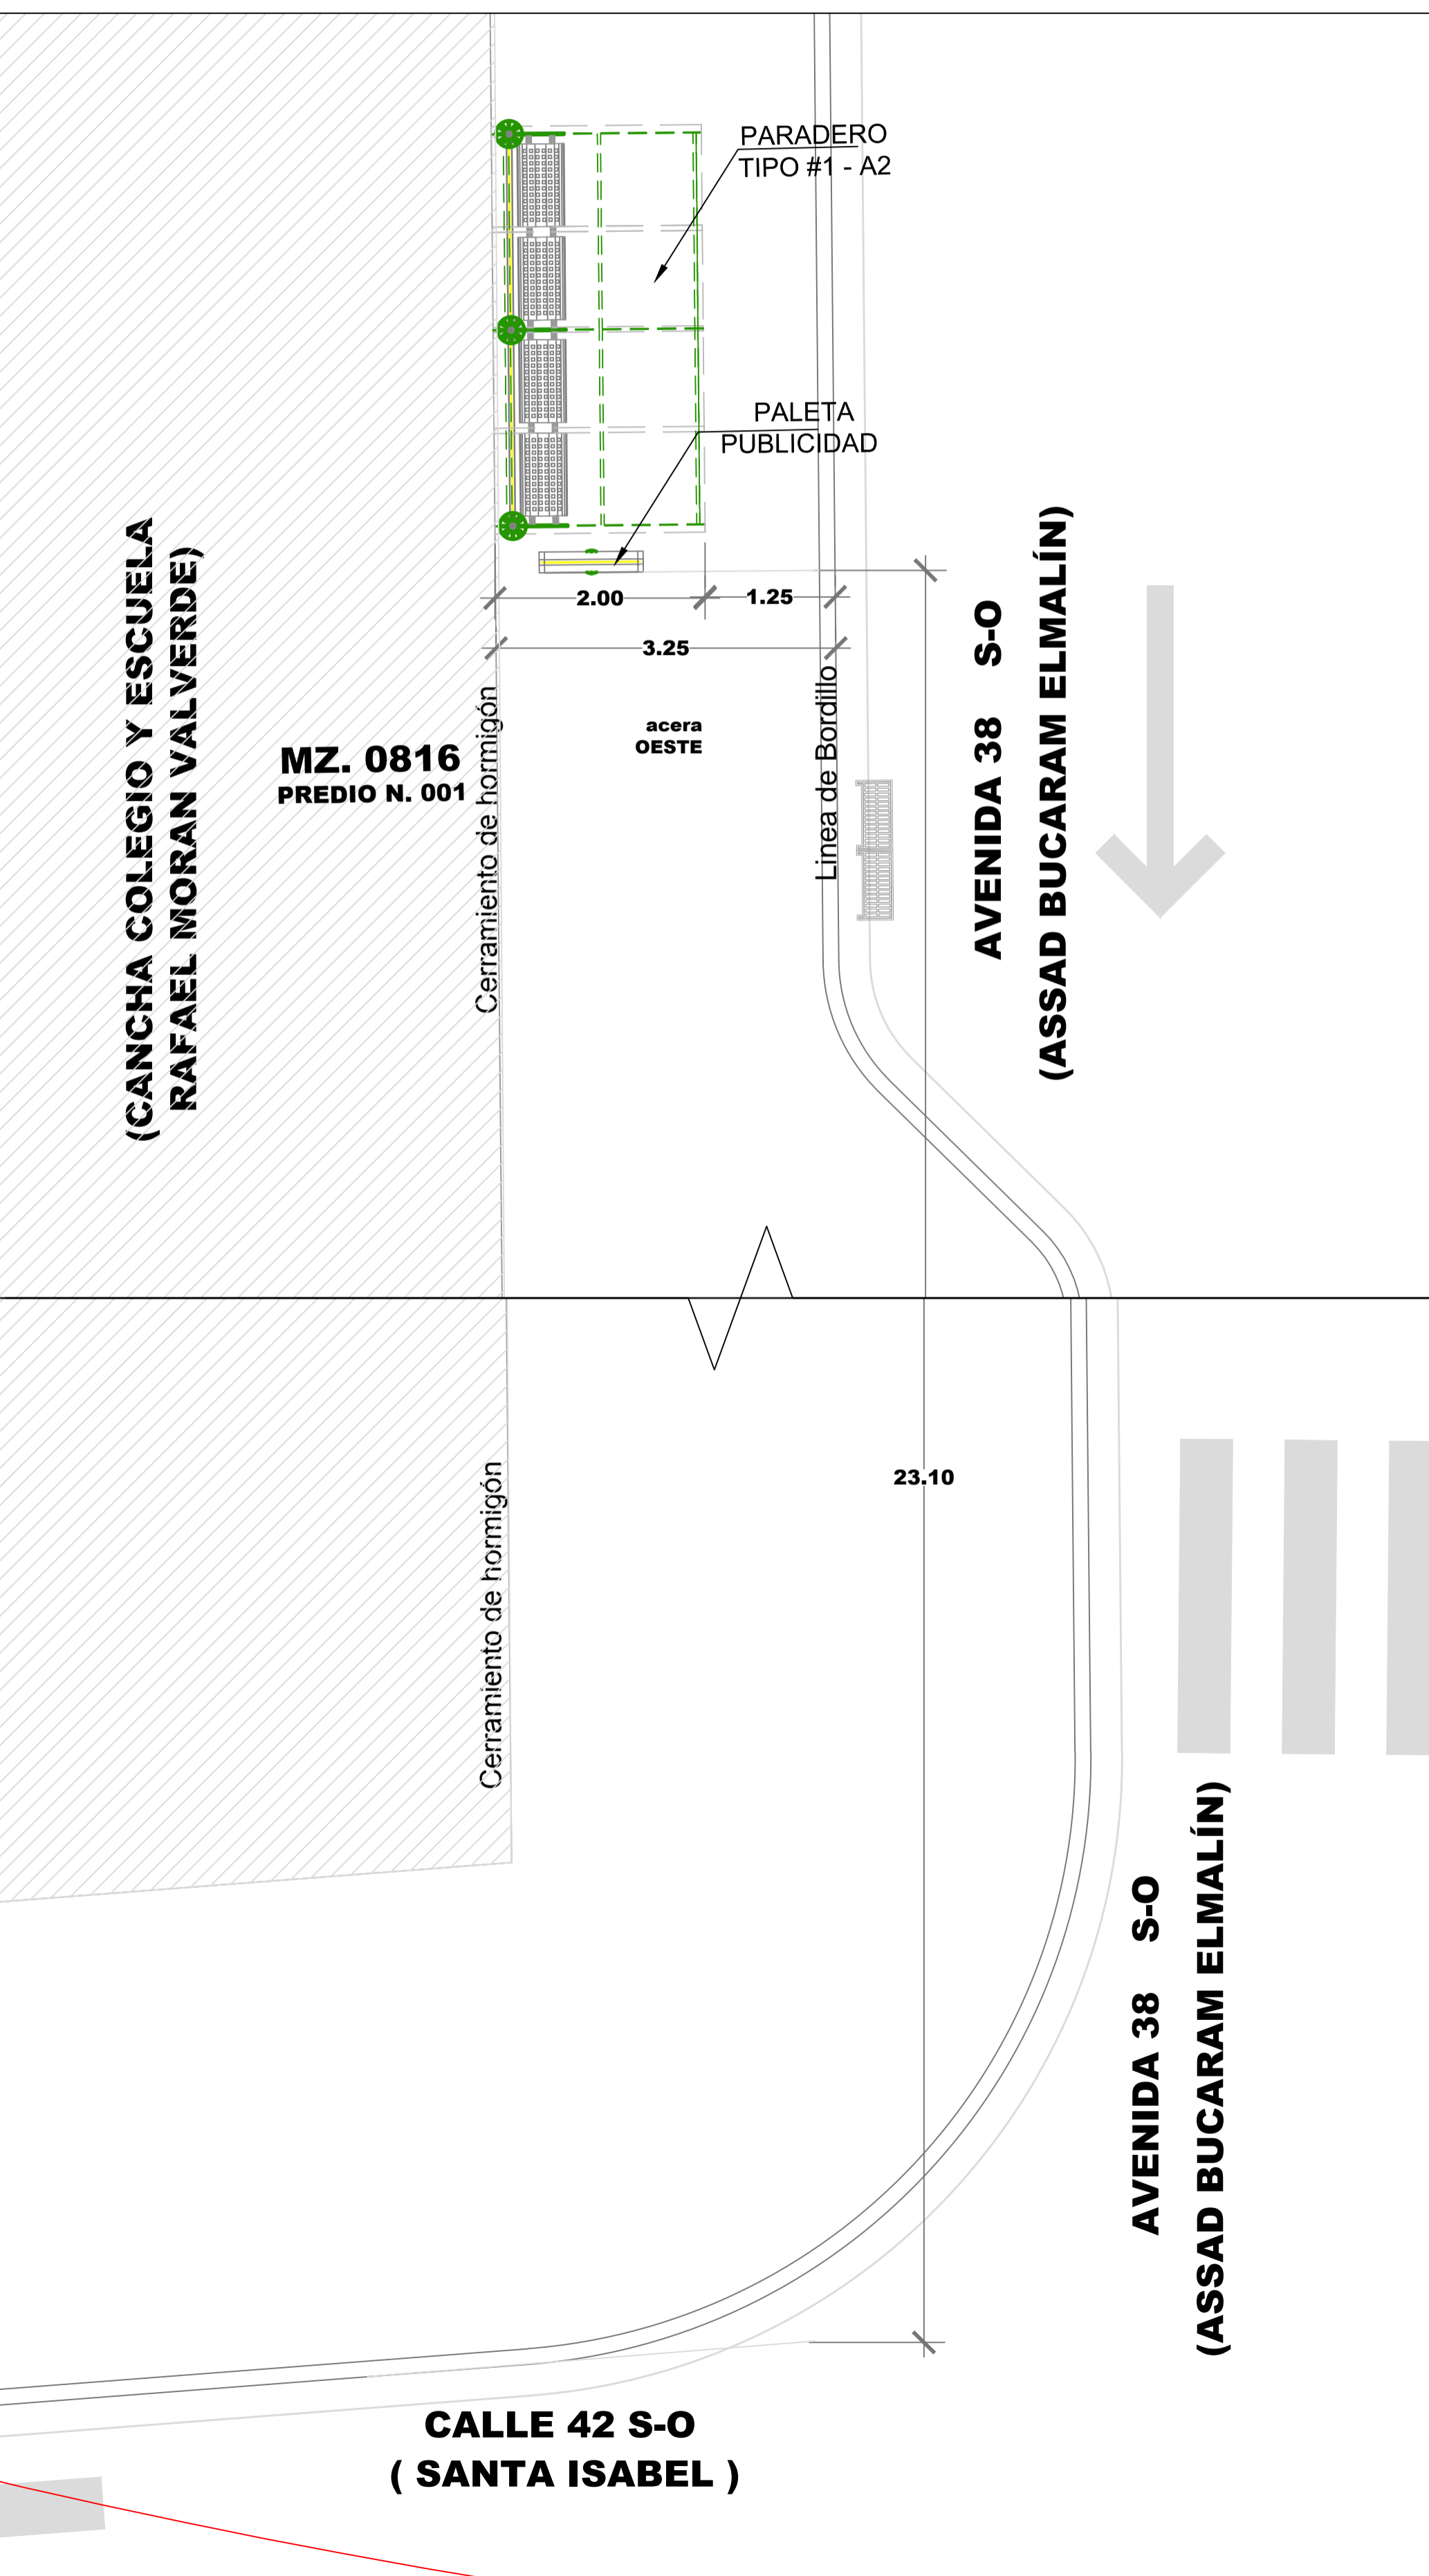 PARADERO
TIPO #1 - A2
PALETA
PUBLICIDAD
2.00
1.25
3.25
acera
OESTE
(CANCHA COLEGIO Y ESCUELA
RAFAEL MORAN VALVERDE)
MZ. 0816
PREDIO N. 001
Cerramiento de hormigón
Linea de Bordillo
AVENIDA 38 S-O
(ASSAD BUCARAM ELMALÍN)
Cerramiento de hormigón
23.10
AVENIDA 38 S-O
(ASSAD BUCARAM ELMALÍN)
CALLE 42 S-O
( SANTA ISABEL )